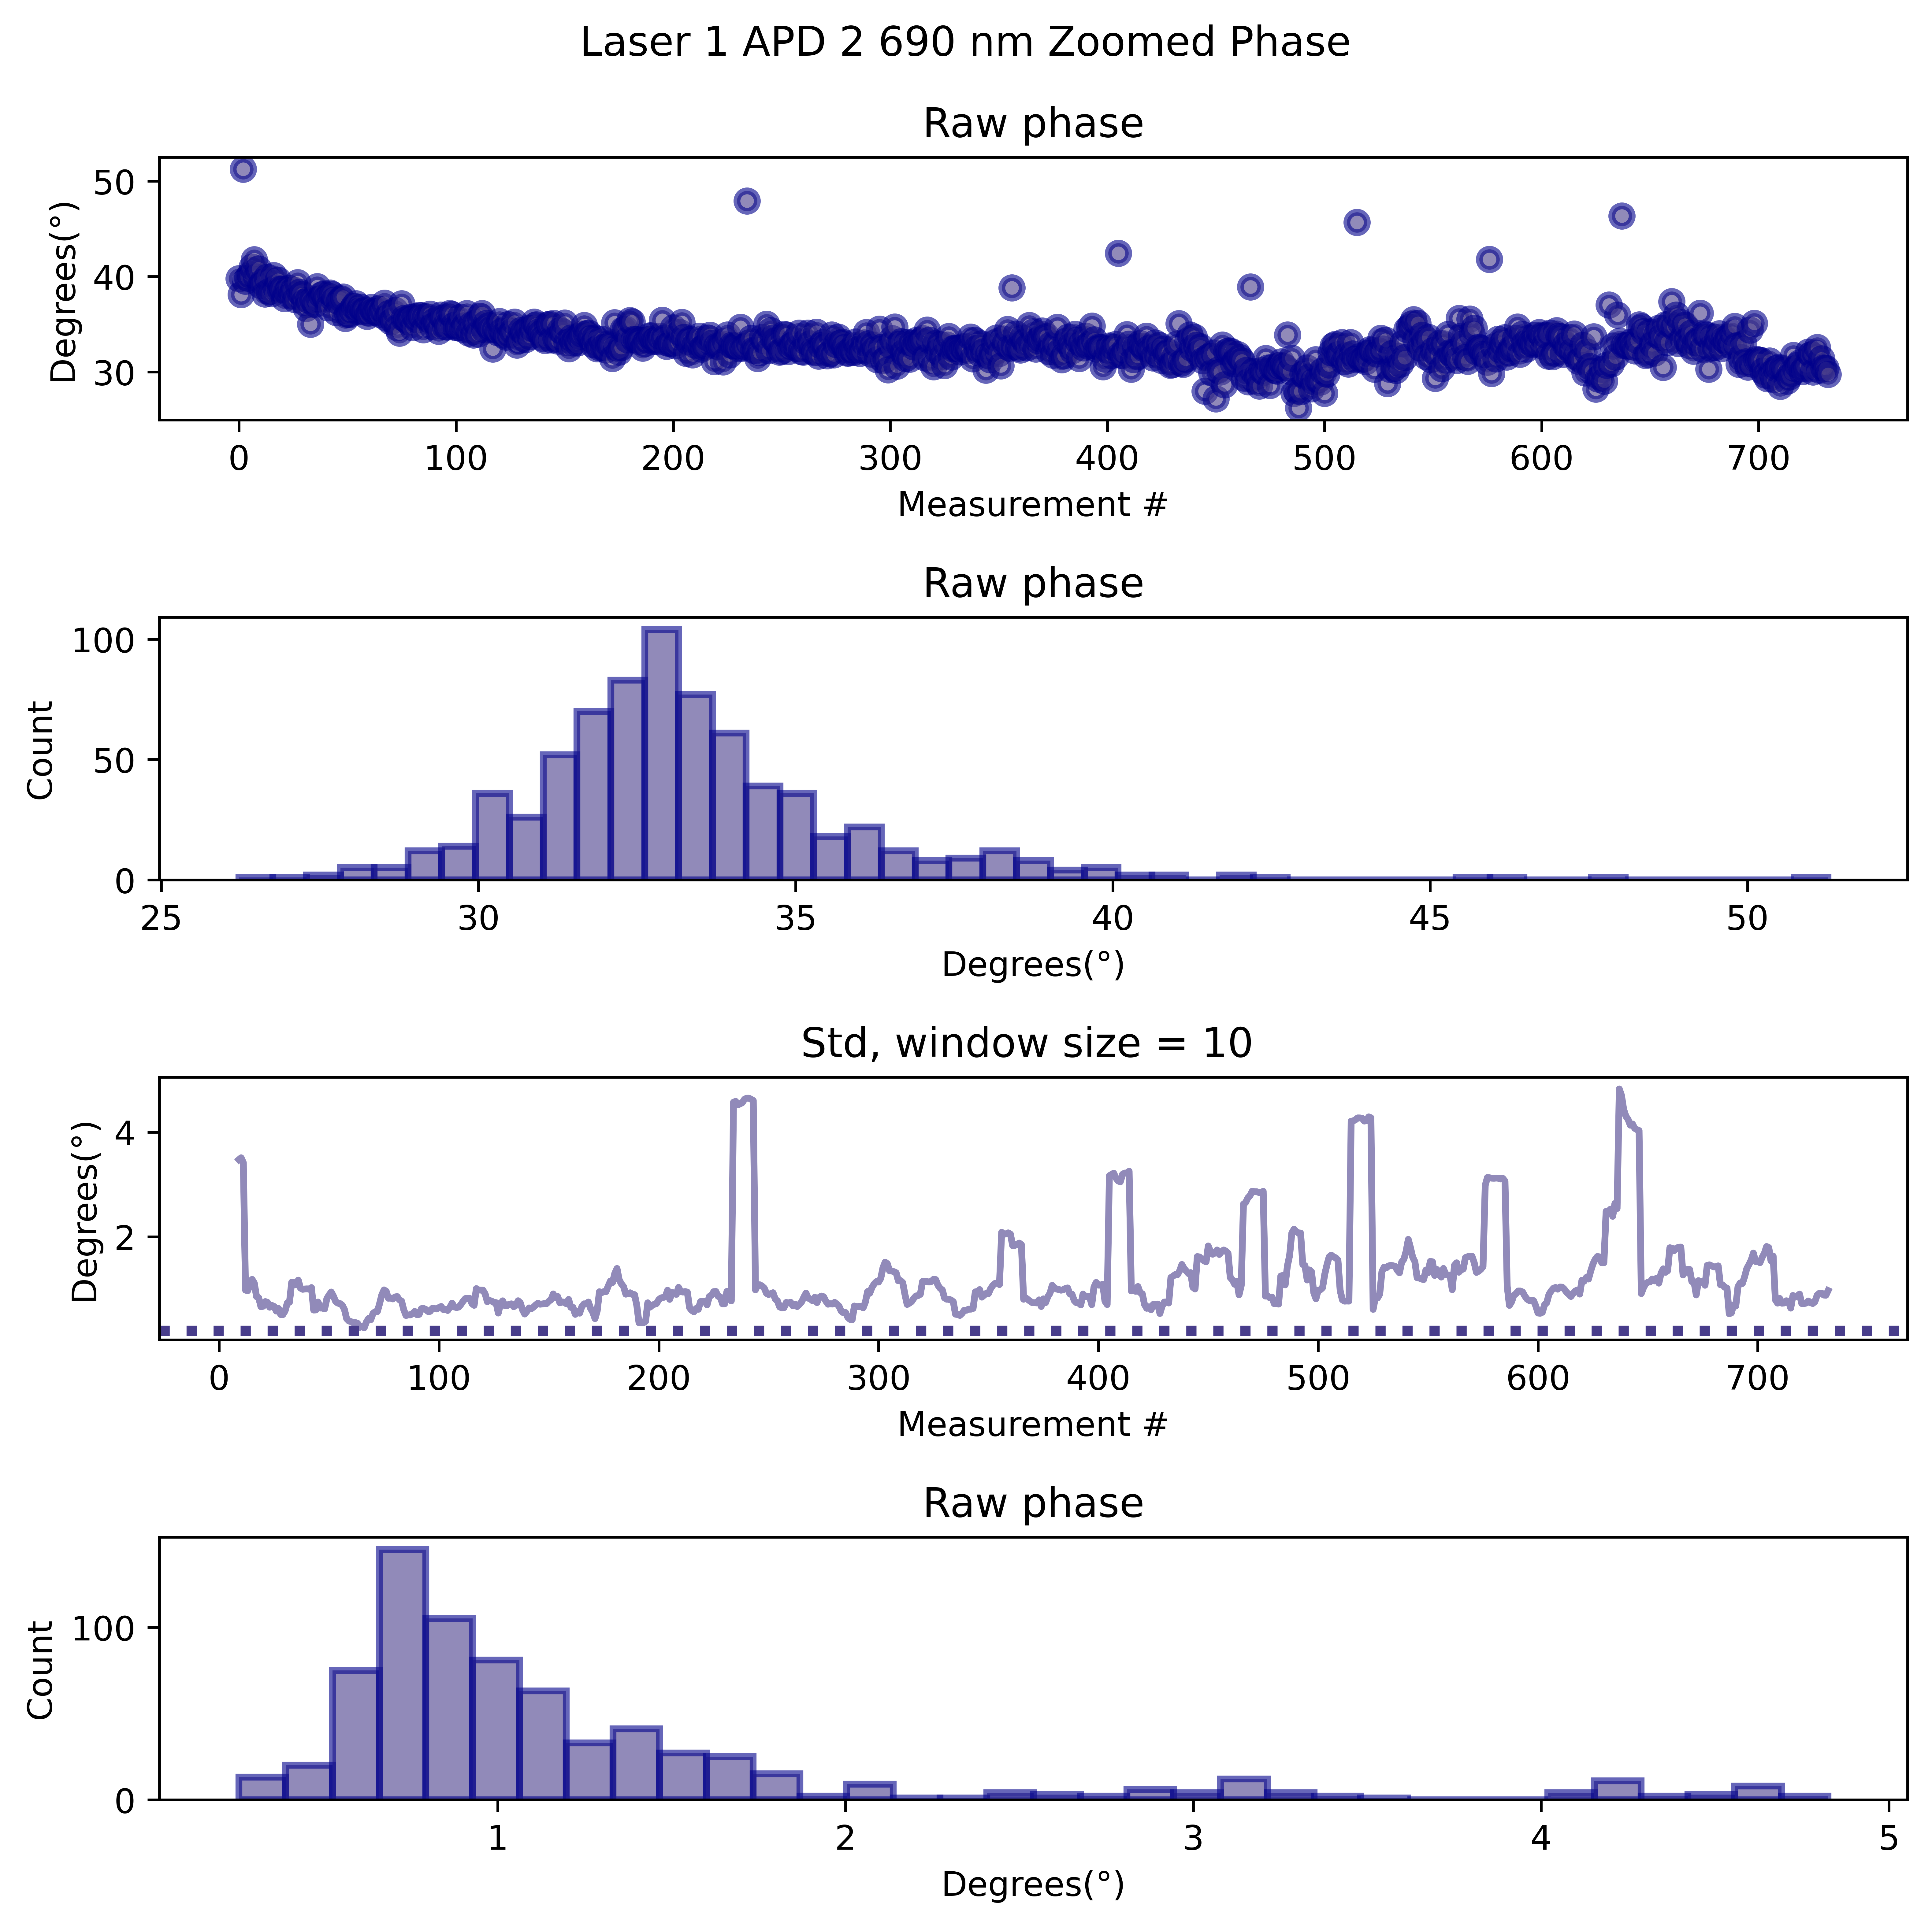 Laser 1 APD 2 690 nm Zoomed Phase
Raw phase
50
40
30
Degrees(°)
0 100 200 300 400 500 600 700
Measurement #
Raw phase
100
50
0
Count
25 30 35 40 45 50
Degrees(°)
Std, window size = 10
4
2
Degrees(°)
0 100 200 300 400 500 600 700
Measurement #
Raw phase
100
0
Count
1 2 3 4 5
Degrees(°)